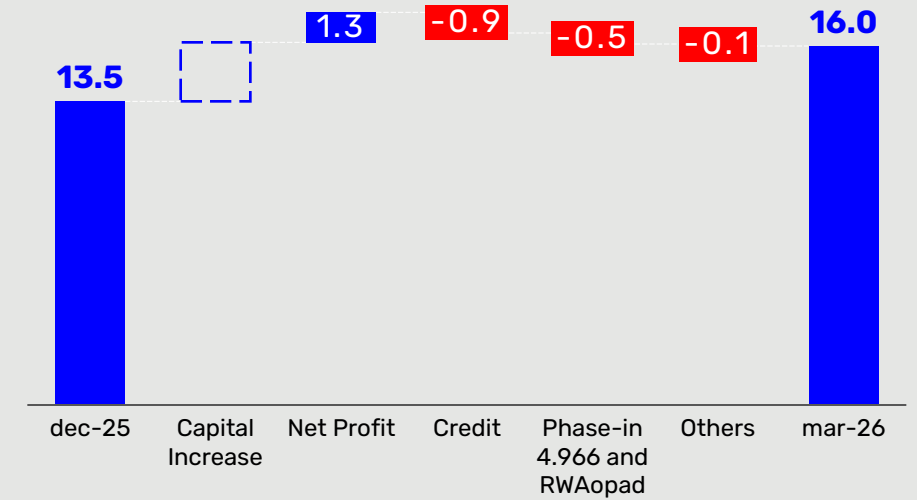 13.5
1.3
-0.9
-0.5
-0.1
16.0
dec-25
Capital
Increase
Net Profit
Credit
Phase-in
4.966 and
RWAopad
Others
mar-26